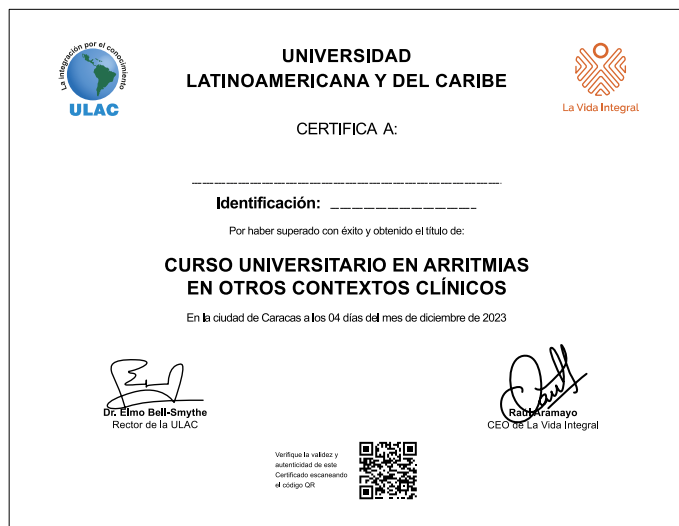 La integración por el conocimiento
ULAC
UNIVERSIDAD
LATINOAMERICANA Y DEL CARIBE
La Vida Integral
CERTIFICA A:
Identificación:
Por haber superado con éxito y obtenido el título de:
CURSO UNIVERSITARIO EN ARRITMIAS
EN OTROS CONTEXTOS CLÍNICOS
En la ciudad de Caracas a los 04 días del mes de diciembre de 2023
Dr. Elmo Bell-Smythe
Rector de la ULAC
Raúl Aramayo
CEO de La Vida Integral
Verifique la validez y
autenticidad de este
Certificado escaneando
el código QR